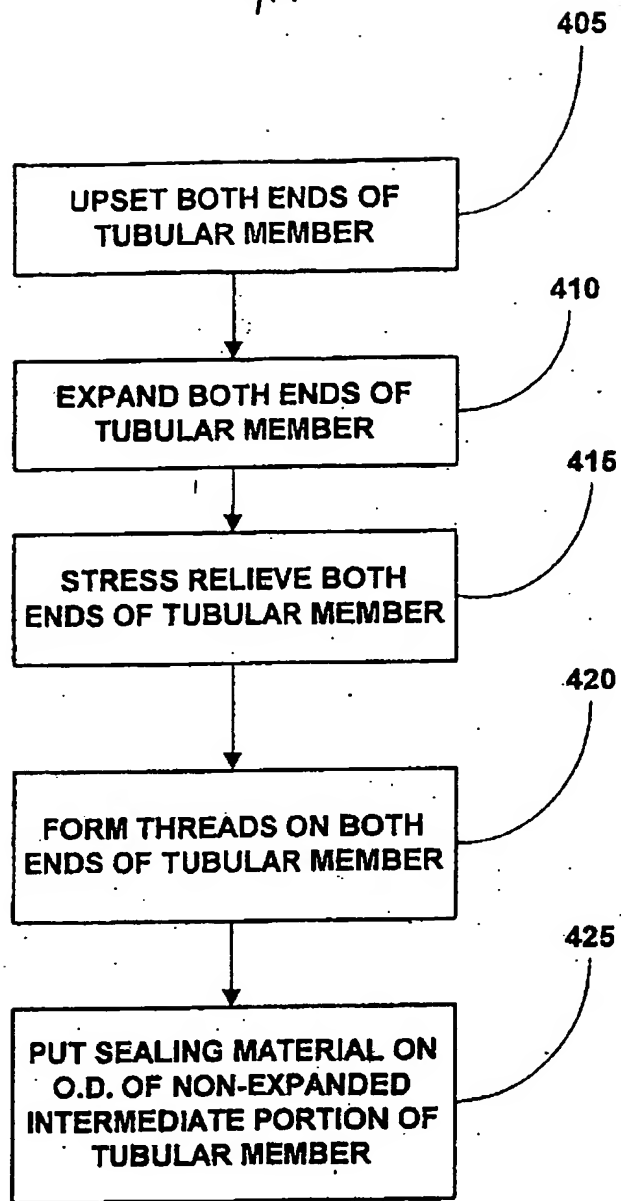 405
UPSET BOTH ENDS OF
TUBULAR MEMBER
410
EXPAND BOTH ENDS OF
TUBULAR MEMBER
415
STRESS RELIEVE BOTH
ENDS OF TUBULAR MEMBER
420
FORM THREADS ON BOTH
ENDS OF TUBULAR MEMBER
425
PUT SEALING MATERIAL ON
O.D. OF NON-EXPANDED
INTERMEDIATE PORTION OF
TUBULAR MEMBER